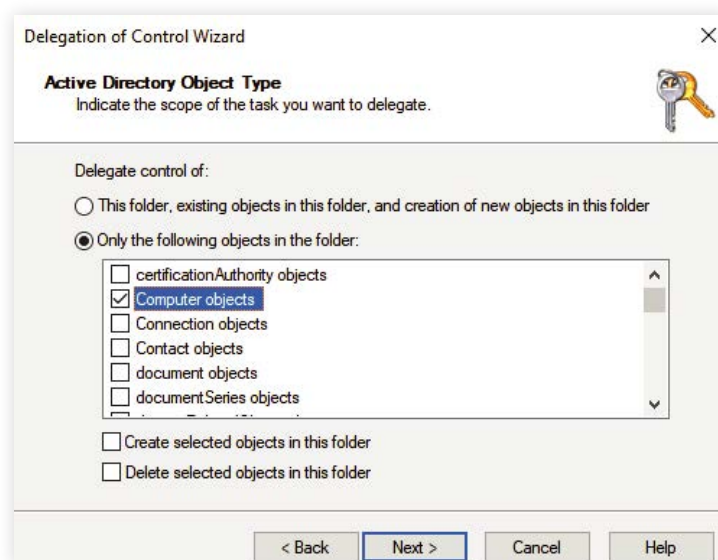 Delegation of Control Wizard
Active Directory Object Type
Indicate the scope of the task you want to delegate.
Delegate control of:
This folder, existing objects in this folder, and creation of new objects in this folder
Only the following objects in the folder:
certificationAuthority objects
Computer objects
Connection objects
Contact objects
document objects
documentSeries objects
Create selected objects in this folder
Delete selected objects in this folder
< Back Next > Cancel Help